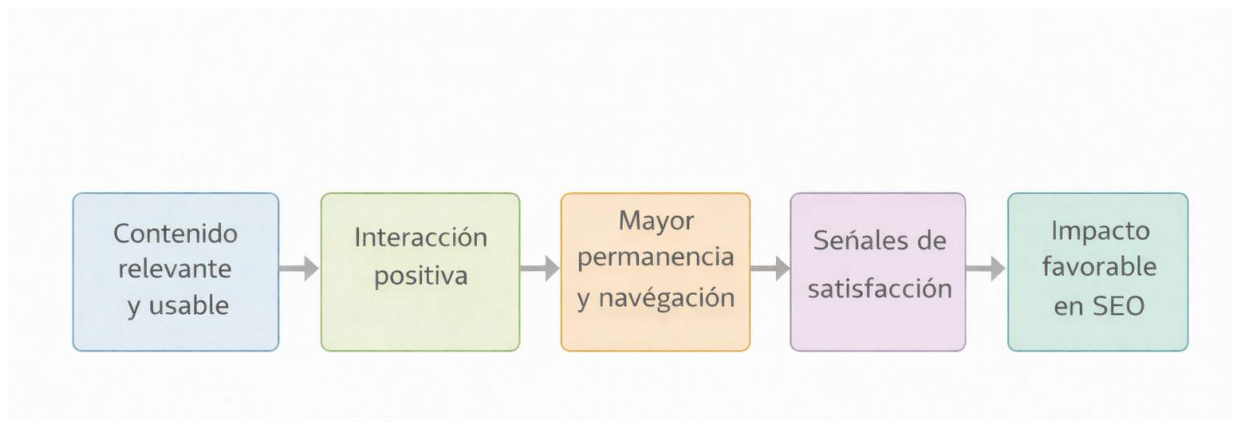 Contenido
relevante
y usable
Interacción
positiva
Mayor
permanencia
y navégación
Señales de
satisfacción
Impacto
favorable
en SEO